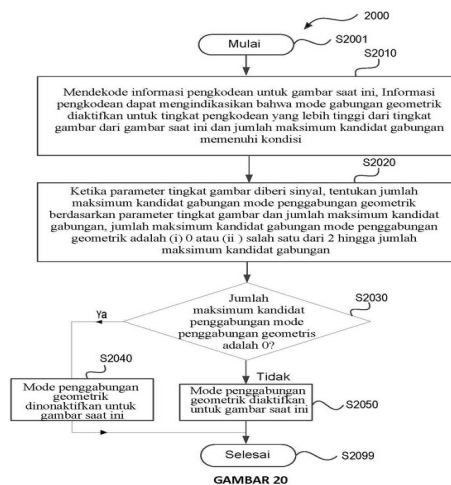 2000
Mulai
S2001
S2010
Mendekode informasi pengkodean untuk gambar saat ini, Informasi
pengkodean dapat mengindikasikan bahwa mode gabungan geometrik
diaktifkan untuk tingkat pengkodean yang lebih tinggi dari tingkat
gambar dari gambar saat ini dan jumlah maksimum kandidat gabungan
memenuhi kondisi
S2020
Ketika parameter tingkat gambar diberi sinyal, tentukan jumlah
maksimum kandidat gabungan mode penggabungan geometrik
berdasarkan parameter tingkat gambar dan jumlah maksimum kandidat
gabungan, jumlah maksimum kandidat gabungan mode penggabungan
geometrik adalah (i) 0 atau (ii ) salah satu dari 2 hingga jumlah
maksimum kandidat gabungan
S2030
Jumlah
maksimum kandidat
penggabungan mode
penggabungan geometris
adalah 0?
Ya
Tidak
S2040
Mode penggabungan
geometrik
dinonaktifkan untuk
gambar saat ini
Mode penggabungan
geometrik diaktifkan
untuk gambar saat ini
S2050
Selesai
S2099
GAMBAR 20